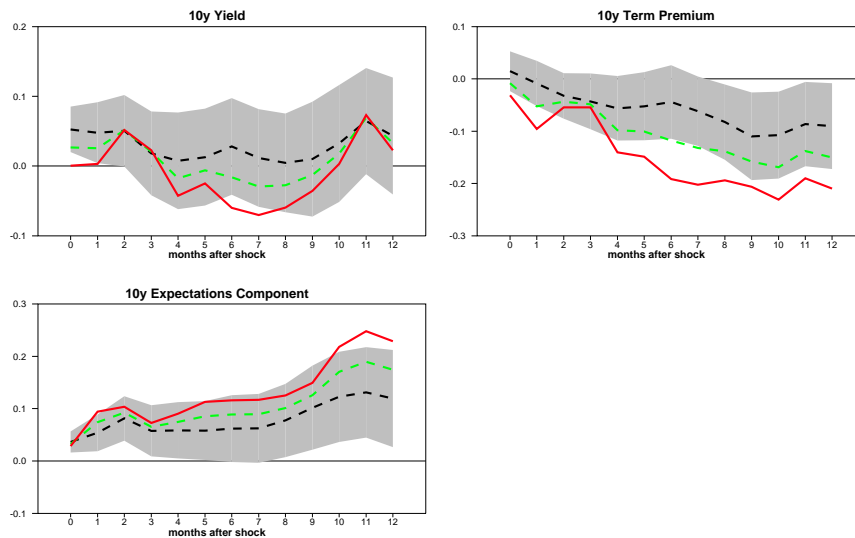 10y Yield
0.2
0.1
0.0
-0.1
0 1 2 3 4 5 6 7 8 9 10 11 12
months after shock
10y Term Premium
0.1
0.0
-0.1
-0.2
-0.3
0 1 2 3 4 5 6 7 8 9 10 11 12
months after shock
10y Expectations Component
0.3
0.2
0.1
0.0
-0.1
0 1 2 3 4 5 6 7 8 9 10 11 12
months after shock